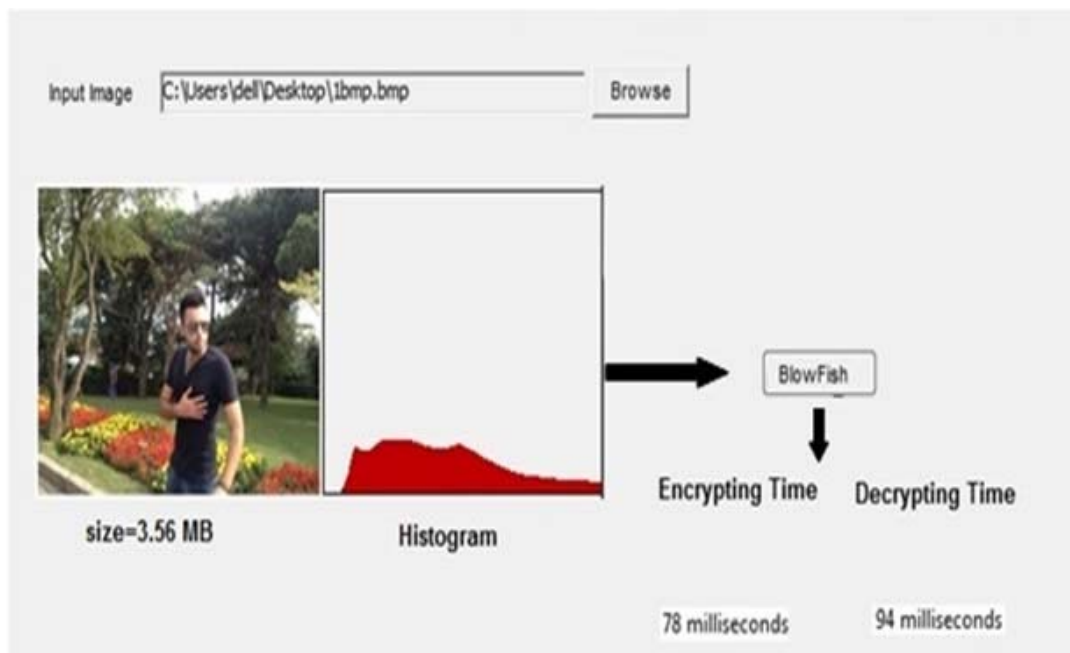 Input Image C:\Users\dell\Desktop\1bmp.bmp Browse
BlowFish
Encrypting Time Decrypting Time
size=3.56 MB Histogram
78 milliseconds 94 milliseconds